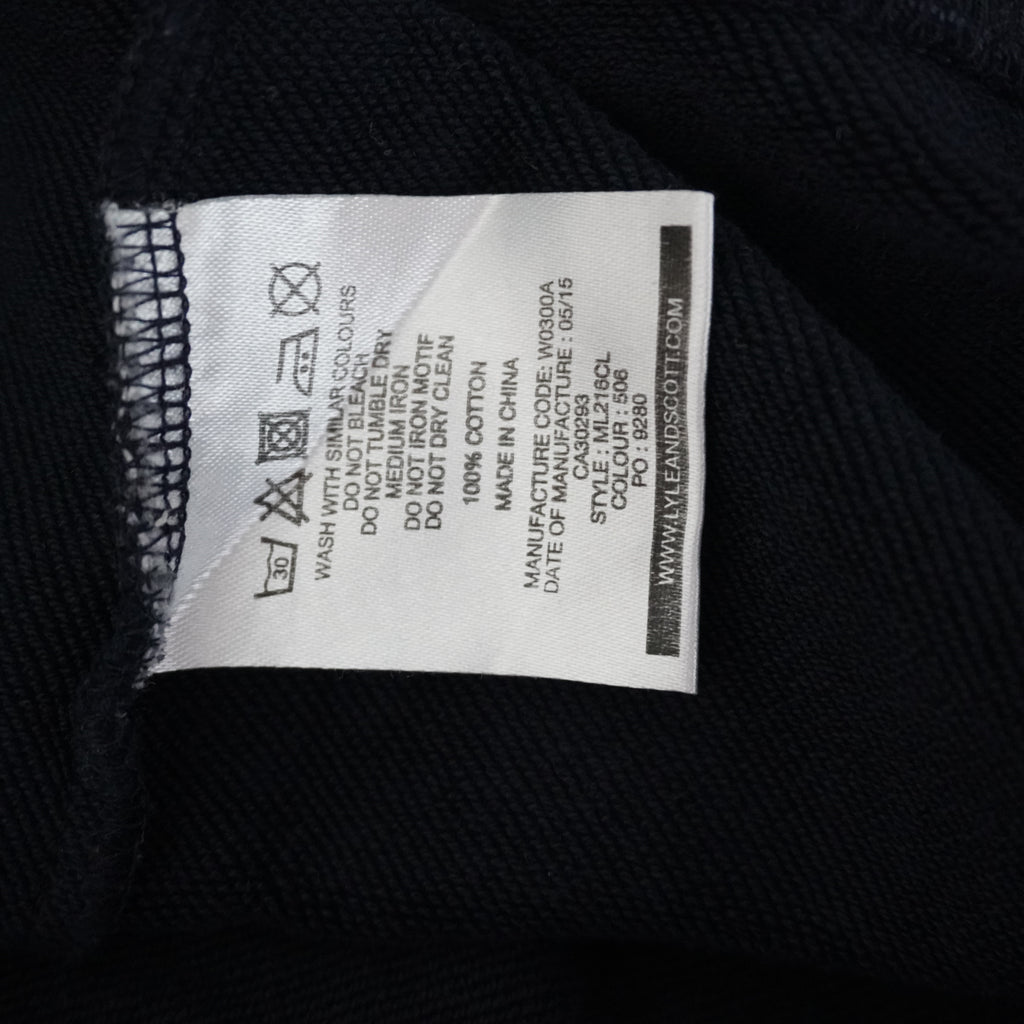 30
WASH WITH SIMILAR COLOURS
DO NOT BLEACH
DO NOT TUMBLE DRY
MEDIUM IRON
DO NOT IRON MOTIF
DO NOT DRY CLEAN
100% COTTON
MADE IN CHINA
MANUFACTURE CODE: W0300A
DATE OF MANUFACTURE : 05/15
CA30293
STYLE : ML216CL
COLOUR : 506
PO : 9280
WWW.LYLEANDSCOTT.COM